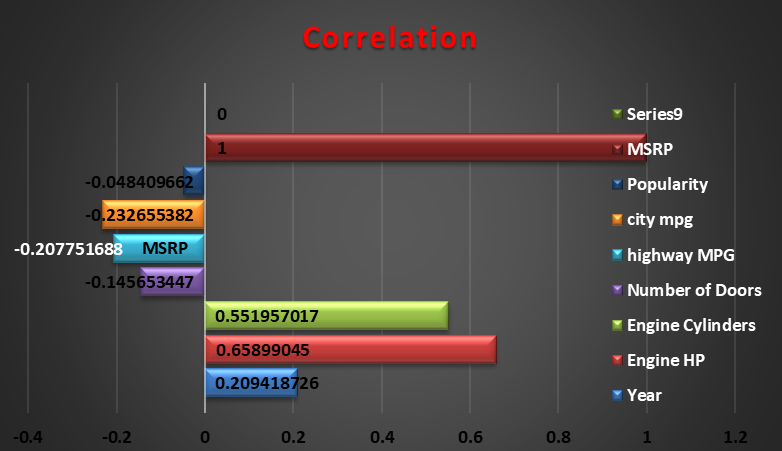 Correlation
0
Series9
1
MSRP
-0.048409662
Popularity
-0.232655382
city mpg
-0.207751688
MSRP
highway MPG
-0.145653447
Number of Doors
0.551957017
Engine Cylinders
0.65899045
Engine HP
0.209418726
Year
-0.4 -0.2 0 0.2 0.4 0.6 0.8 1 1.2